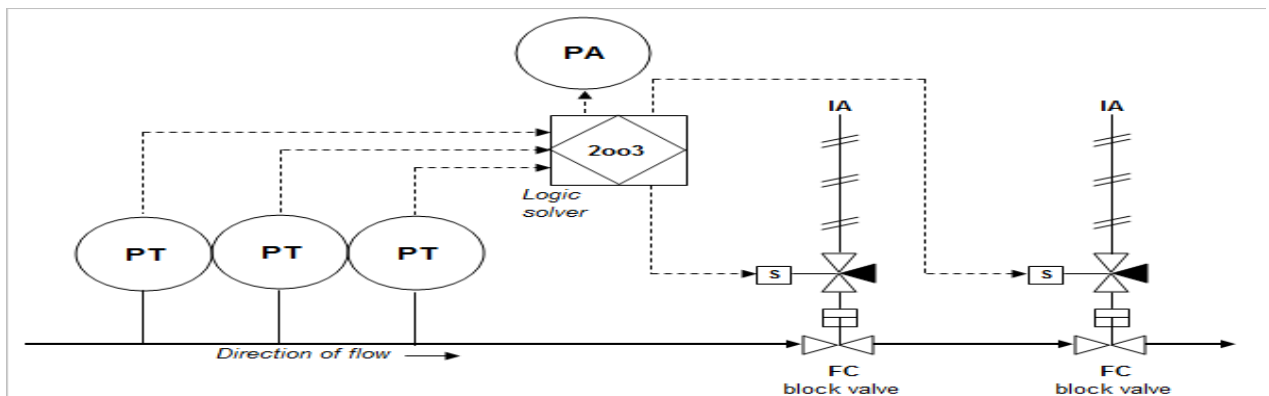 PA
IA
IA
2oo3
Logic
solver
PT
PT
PT
S
S
Direction of flow
FC
block valve
FC
block valve